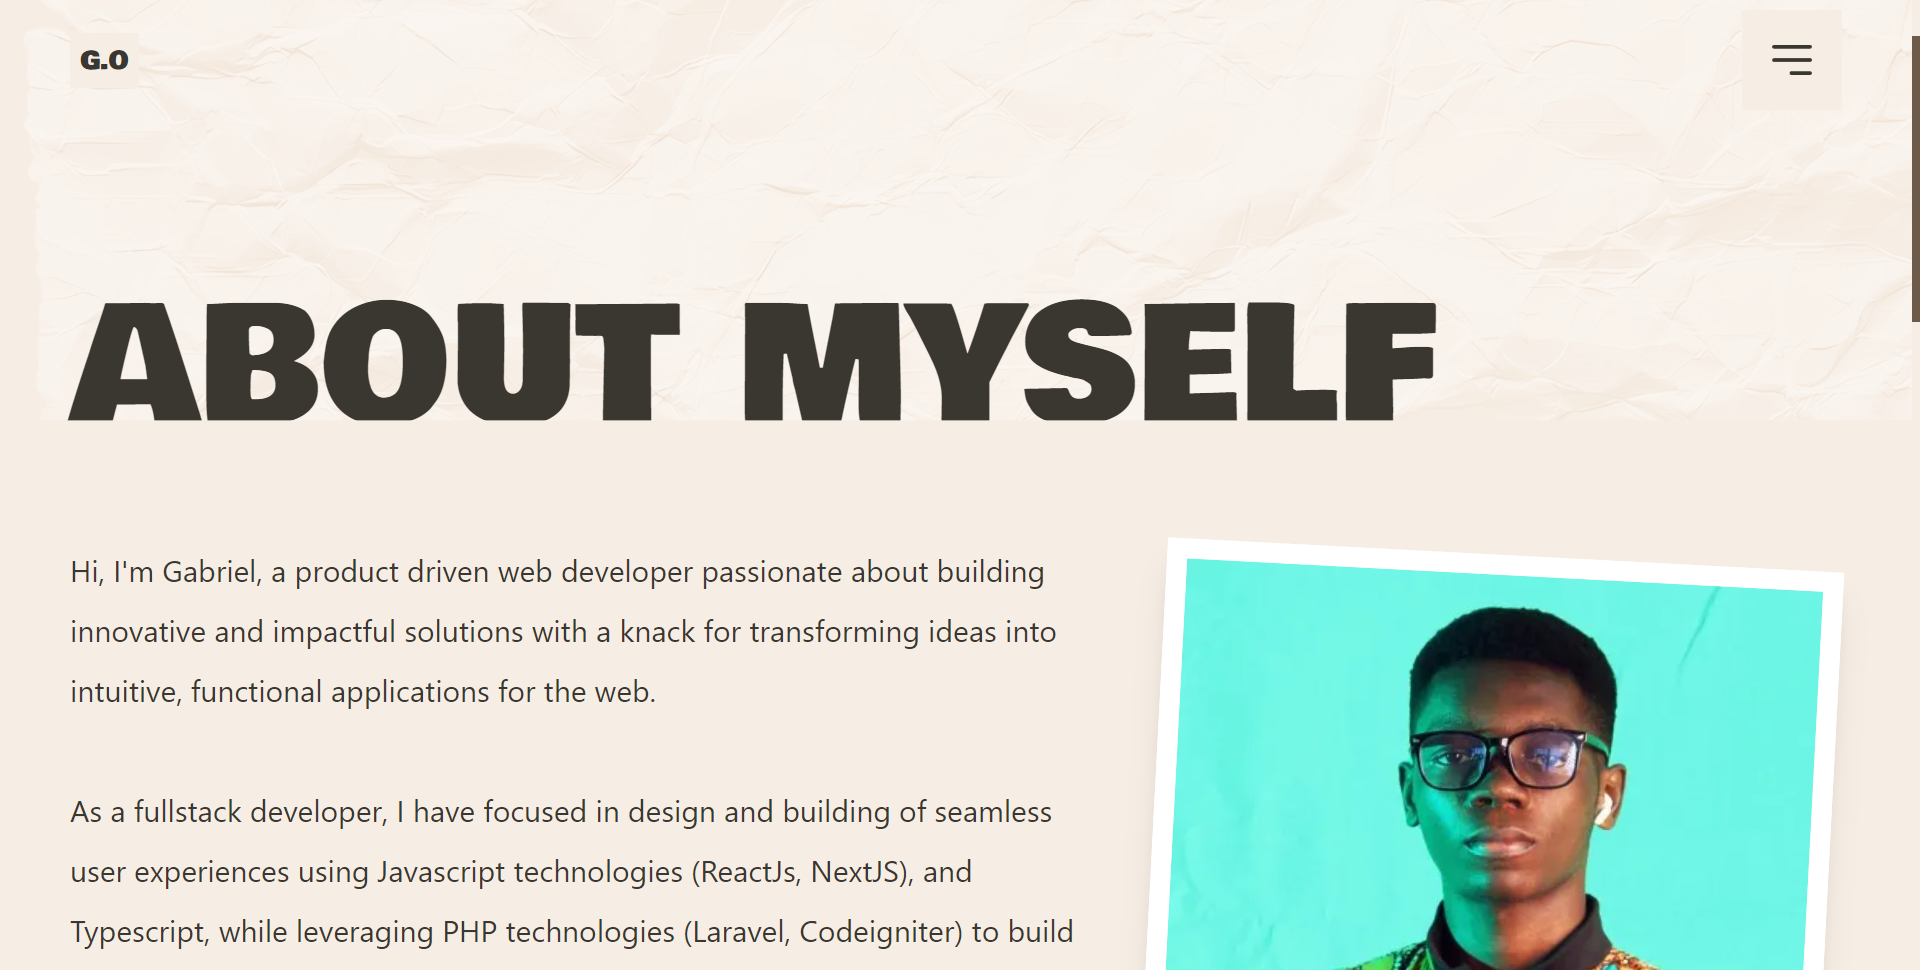 G.O
ABOUT MYSELF
Hi, I'm Gabriel, a product driven web developer passionate about building
innovative and impactful solutions with a knack for transforming ideas into
intuitive, functional applications for the web.
As a fullstack developer, I have focused in design and building of seamless
user experiences using Javascript technologies (ReactJs, NextJS), and
Typescript, while leveraging PHP technologies (Laravel, Codeigniter) to build